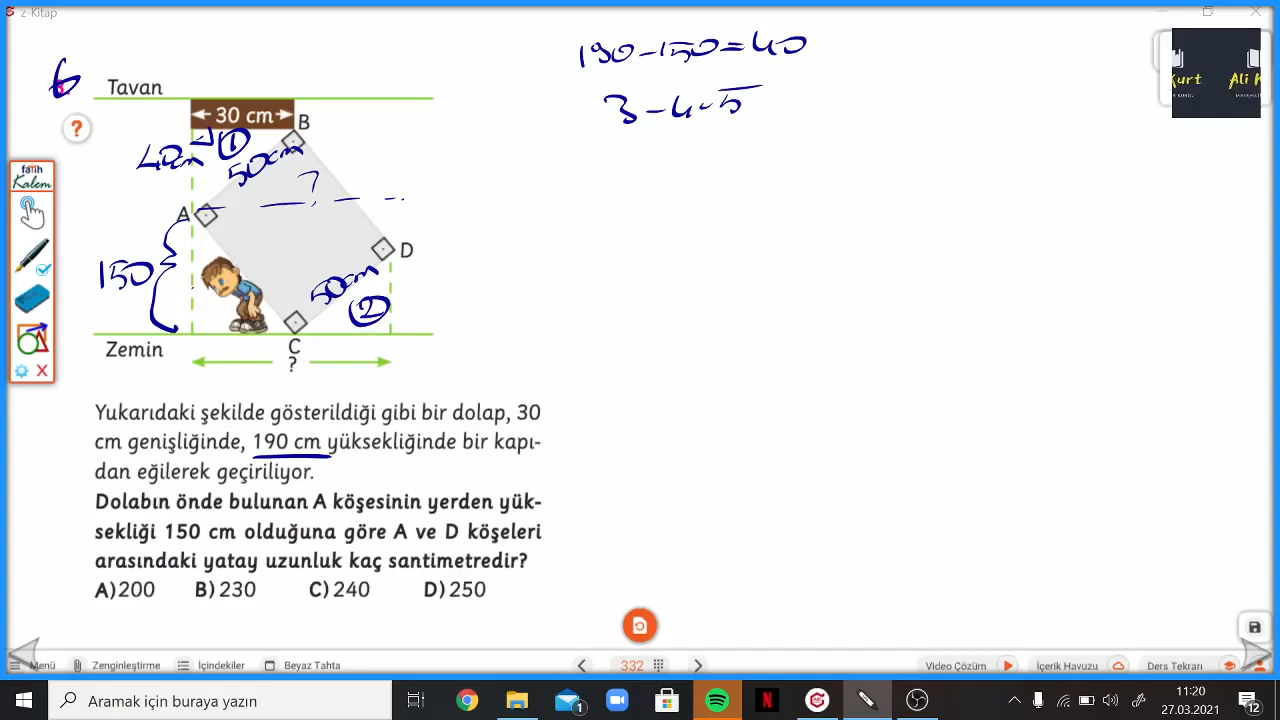 z-Kitap
190-150=40
3-4-5
6
Tavan
30 cm
B
40cm
1
50cm
?
A
D
150
50cm
2
Zemin
C
?
?
fatih
Kalem
Kurt
Ali K
Yukarıdaki şekilde gösterildiği gibi bir dolap, 30
cm genişliğinde, 190 cm yüksekliğinde bir kapı-
dan eğilerek geçiriliyor.
Dolabın önde bulunan A köşesinin yerden yük-
sekliği 150 cm olduğuna göre A ve D köşeleri
arasındaki yatay uzunluk kaç santimetredir?
A)200 B)230 C)240 D)250
Menü Zenginleştirme İçindekiler Beyaz Tahta 332 Video Çözüm İçerik Havuzu Ders Tekrarı
Aramak için buraya yazın
1
11:20
27.03.2021
12